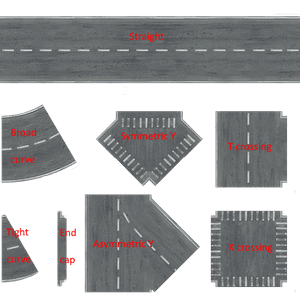 Straight
Broad
curve
Symmetric Y
T-crossing
Tight
curve
End
cap
Asymmetric Y
X-crossing